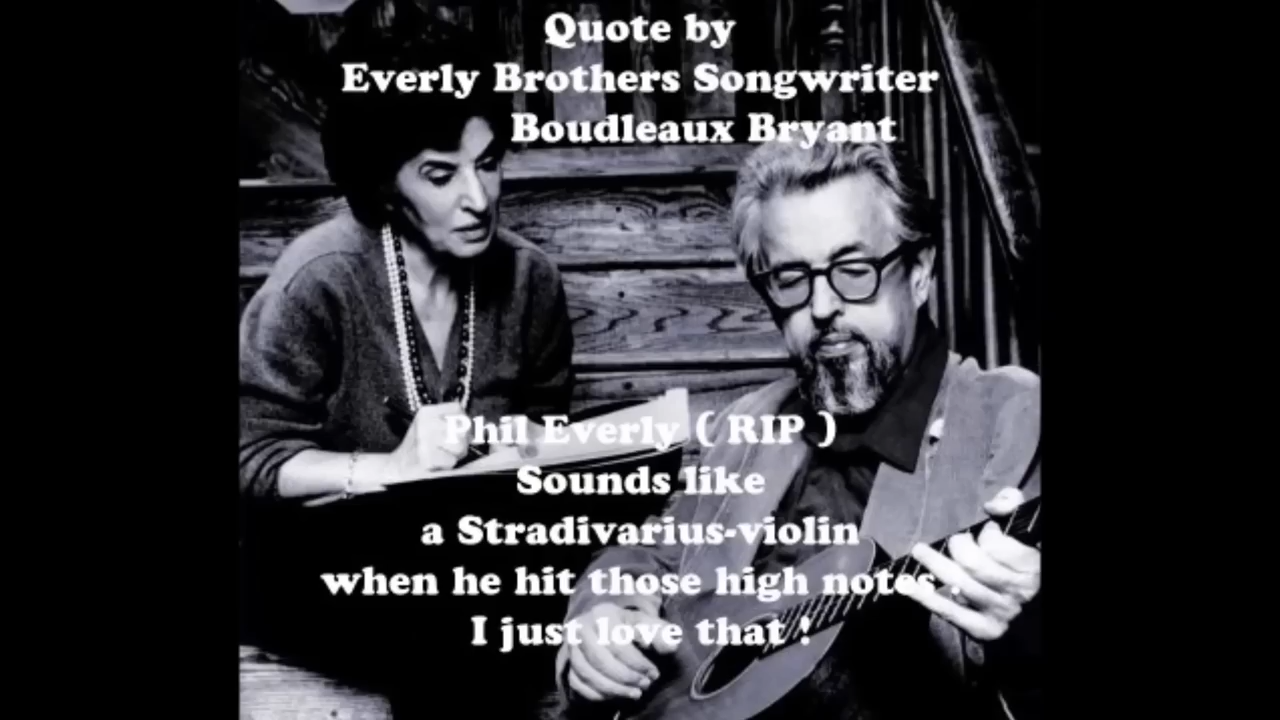 Quote by
Everly Brothers Songwriter
Boudleaux Bryant
Phil Everly ( RIP )
Sounds like
a Stradivarius-violin
when he hit those high notes .
I just love that !